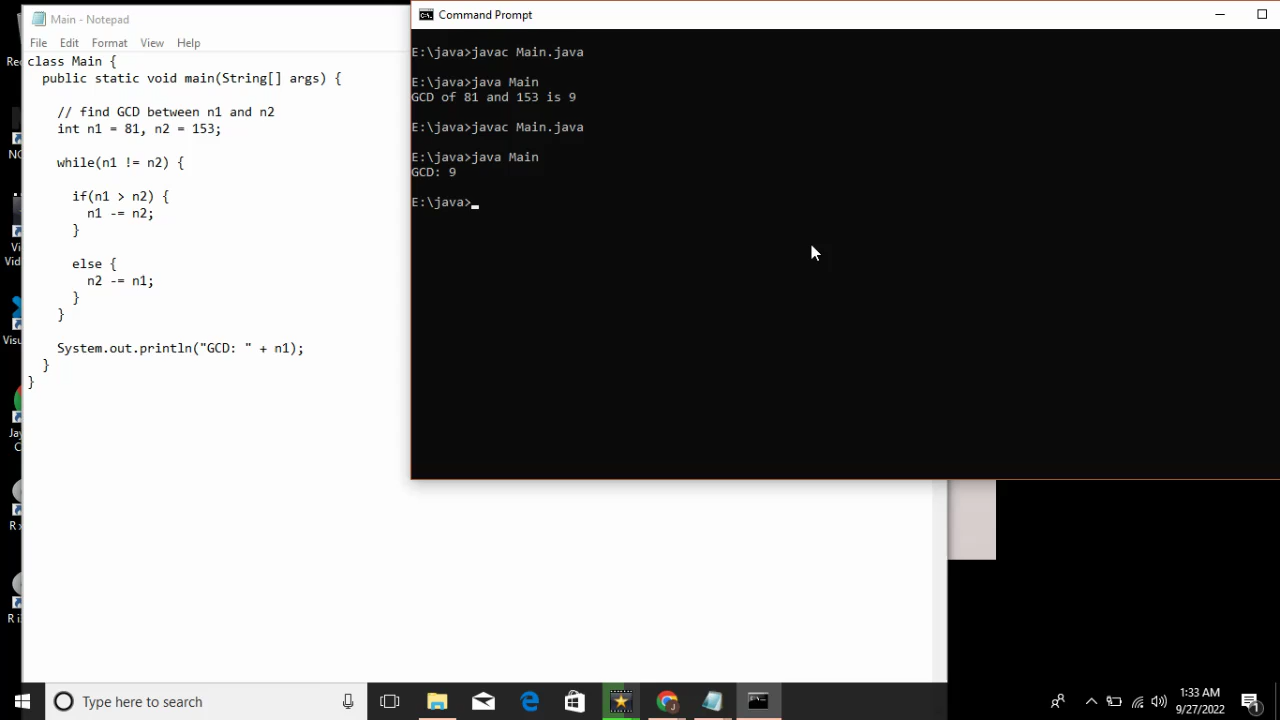 Main - Notepad
File Edit Format View Help
class Main {
  public static void main(String[] args) {

    // find GCD between n1 and n2
    int n1 = 81, n2 = 153;

    while(n1 != n2) {

      if(n1 > n2) {
        n1 -= n2;
      }

      else {
        n2 -= n1;
      }
    }

    System.out.println("GCD: " + n1);
  }
}
Command Prompt
E:\java>javac Main.java
E:\java>java Main
GCD of 81 and 153 is 9
E:\java>javac Main.java
E:\java>java Main
GCD: 9
E:\java>
Type here to search
1:33 AM
9/27/2022